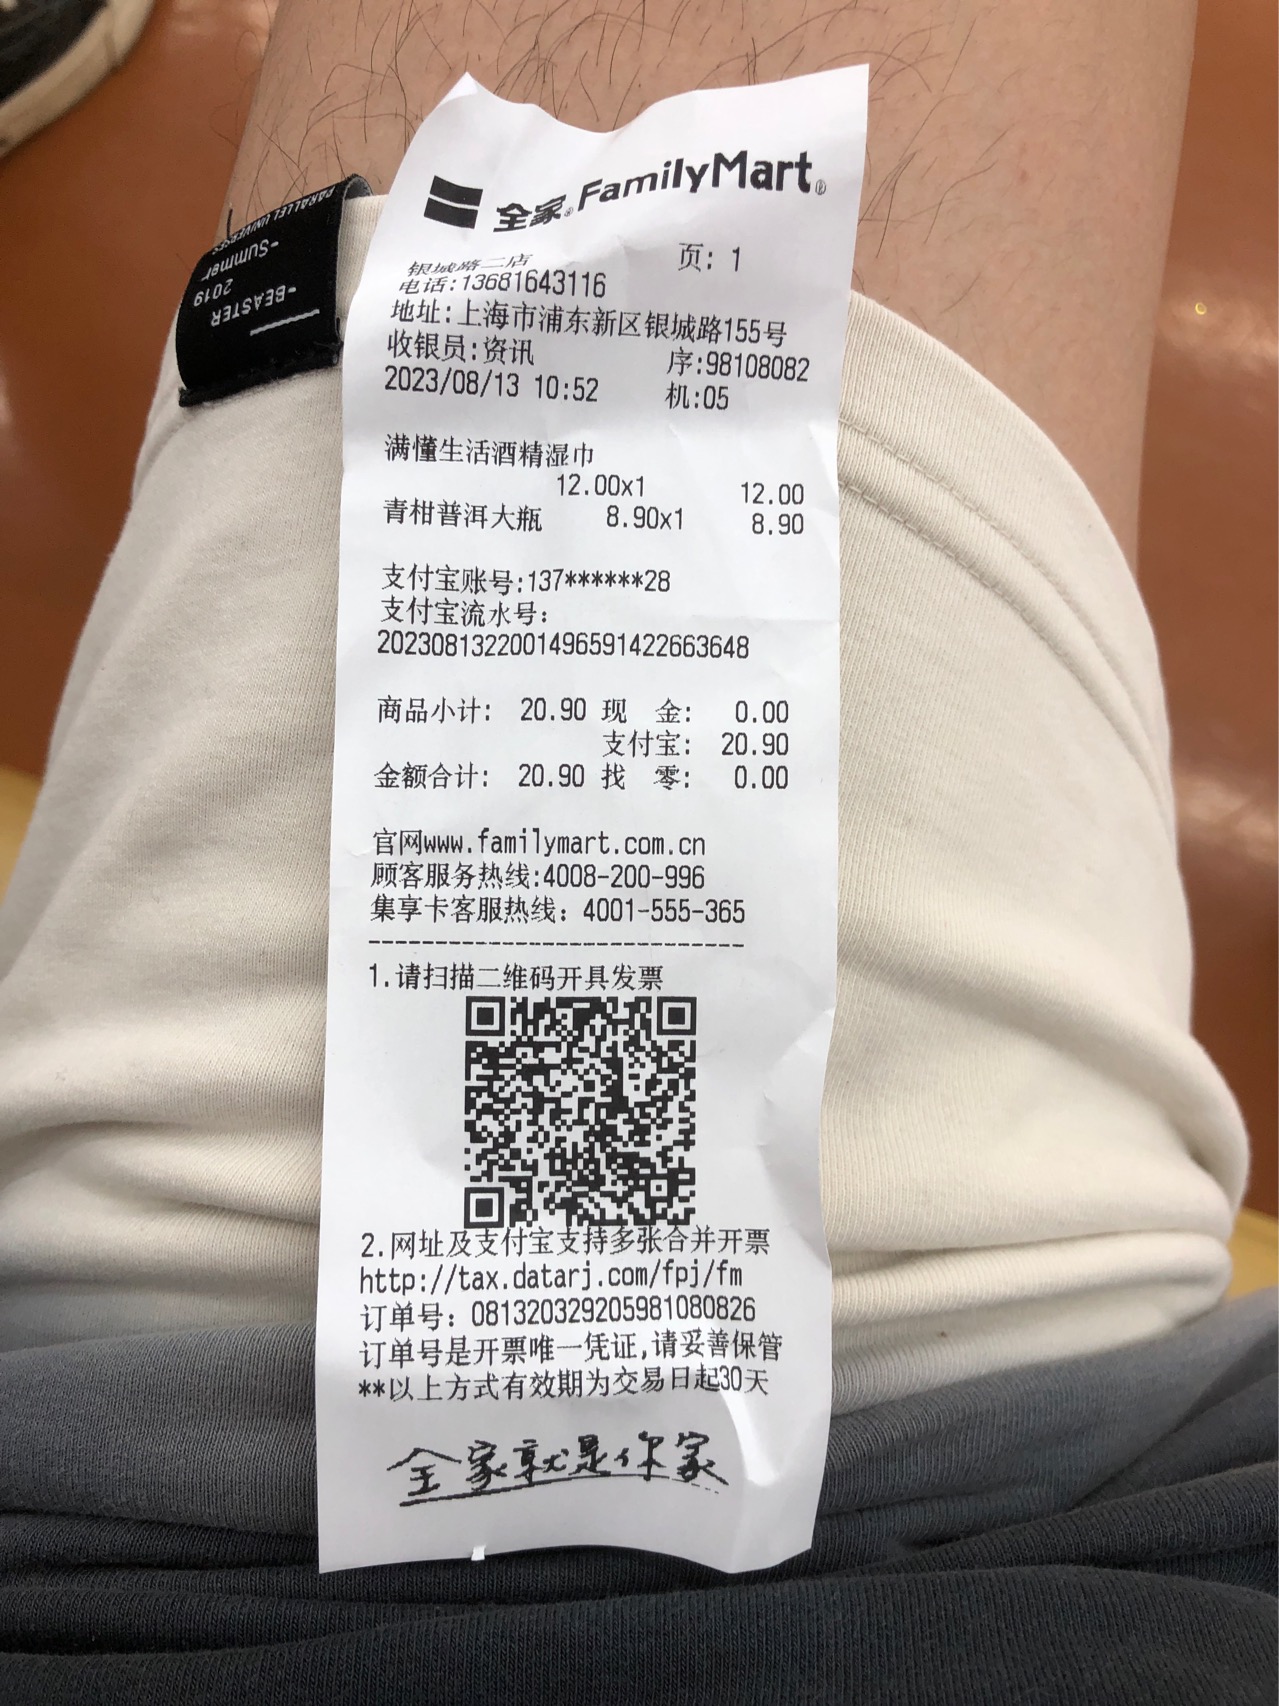 全家 FamilyMart
银城路二店 页: 1
电话:13681643116
地址:上海市浦东新区银城路155号
收银员:资讯 序:98108082
2023/08/13 10:52 机:05
满懂生活酒精湿巾
12.00x1 12.00
青柑普洱大瓶 8.90x1 8.90
支付宝账号:137******28
支付宝流水号:
2023081322001496591422663648
商品小计: 20.90 现 金: 0.00
支付宝: 20.90
金额合计: 20.90 找 零: 0.00
官网www.familymart.com.cn
顾客服务热线:4008-200-996
集享卡客服热线: 4001-555-365
1.请扫描二维码开具发票
2.网址及支付宝支持多张合并开票
http://tax.datarj.com/fpj/fm
订单号: 081320329205981080826
订单号是开票唯一凭证,请妥善保管
**以上方式有效期为交易日起30天
全家就是你家
PARALLEL UNIVERSES
-Summer
2019
-BEASTER